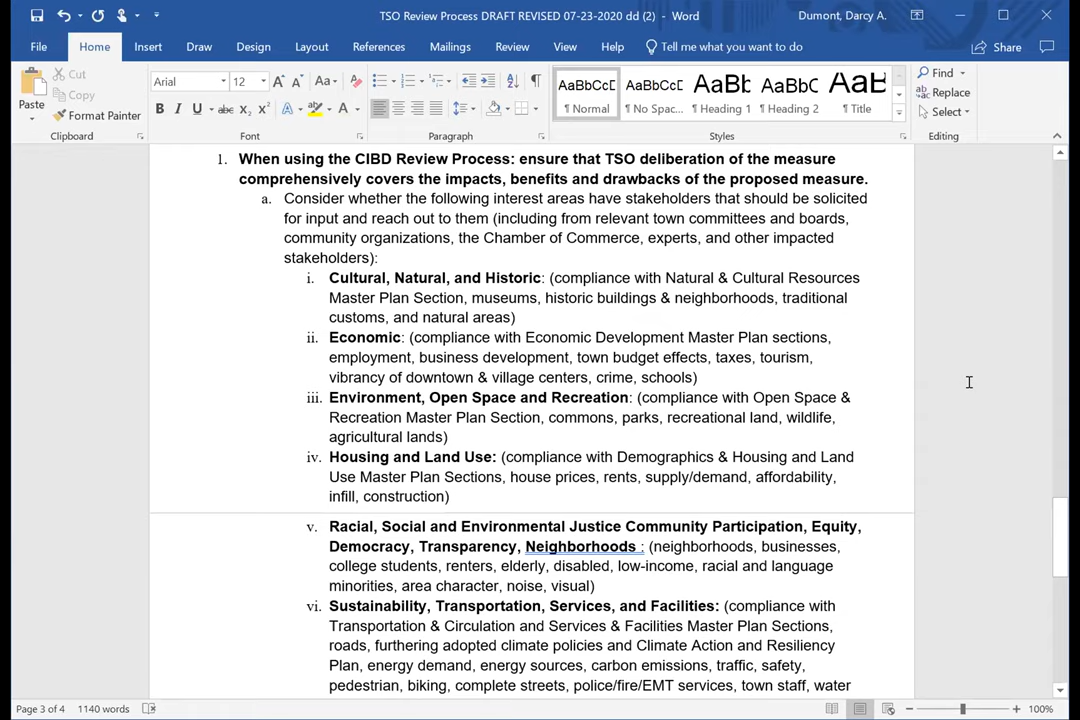 TSO Review Process DRAFT REVISED 07-23-2020 dd (2) - Word
Dumont, Darcy A.
File Home Insert Draw Design Layout References Mailings Review View Help Tell me what you want to do Share
Paste
Cut
Copy
Format Painter
Clipboard
Arial 12
Font
Paragraph
AaBbCcDd AaBbCcDd AaBbCc AaBbCcC AaB
¶ Normal ¶ No Spac... ¶ Heading 1 ¶ Heading 2 ¶ Title
Styles
Find
Replace
Select
Editing
1. When using the CIBD Review Process: ensure that TSO deliberation of the measure
comprehensively covers the impacts, benefits and drawbacks of the proposed measure.
a. Consider whether the following interest areas have stakeholders that should be solicited
for input and reach out to them (including from relevant town committees and boards,
community organizations, the Chamber of Commerce, experts, and other impacted
stakeholders):
i. Cultural, Natural, and Historic: (compliance with Natural & Cultural Resources
Master Plan Section, museums, historic buildings & neighborhoods, traditional
customs, and natural areas)
ii. Economic: (compliance with Economic Development Master Plan sections,
employment, business development, town budget effects, taxes, tourism,
vibrancy of downtown & village centers, crime, schools)
iii. Environment, Open Space and Recreation: (compliance with Open Space &
Recreation Master Plan Section, commons, parks, recreational land, wildlife,
agricultural lands)
iv. Housing and Land Use: (compliance with Demographics & Housing and Land
Use Master Plan Sections, house prices, rents, supply/demand, affordability,
infill, construction)
v. Racial, Social and Environmental Justice Community Participation, Equity,
Democracy, Transparency, Neighborhoods : (neighborhoods, businesses,
college students, renters, elderly, disabled, low-income, racial and language
minorities, area character, noise, visual)
vi. Sustainability, Transportation, Services, and Facilities: (compliance with
Transportation & Circulation and Services & Facilities Master Plan Sections,
roads, furthering adopted climate policies and Climate Action and Resiliency
Plan, energy demand, energy sources, carbon emissions, traffic, safety,
pedestrian, biking, complete streets, police/fire/EMT services, town staff, water
Page 3 of 4 1140 words 100%